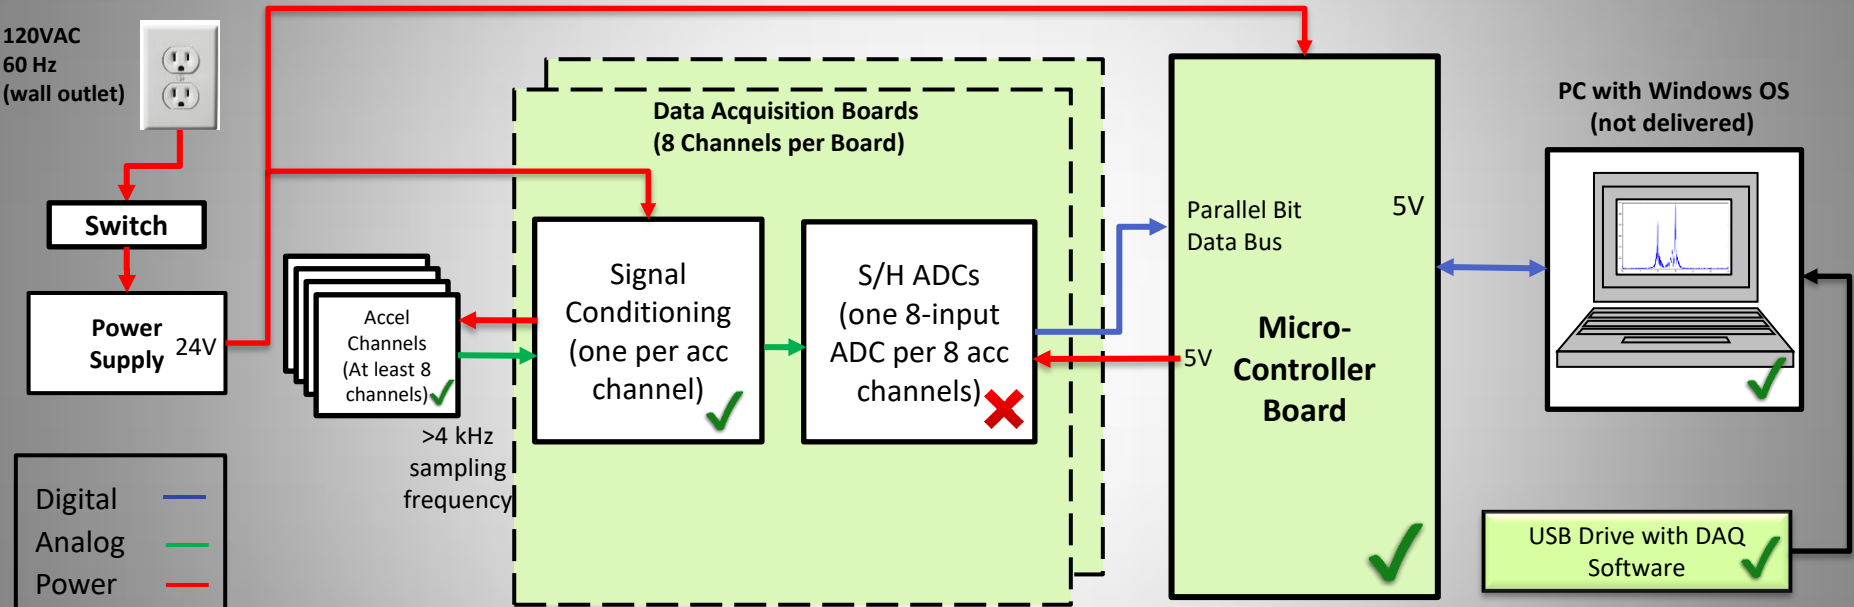 120VAC
60 Hz
(wall outlet)
Switch
Power
Supply
24V
Accel
Channels
(At least 8
channels)
>4 kHz
sampling
frequency
Data Acquisition Boards
(8 Channels per Board)
Signal
Conditioning
(one per acc
channel)
S/H ADCs
(one 8-input
ADC per 8 acc
channels)
Parallel Bit
Data Bus
5V
5V
Micro-
Controller
Board
PC with Windows OS
(not delivered)
USB Drive with DAQ
Software
Digital
Analog
Power